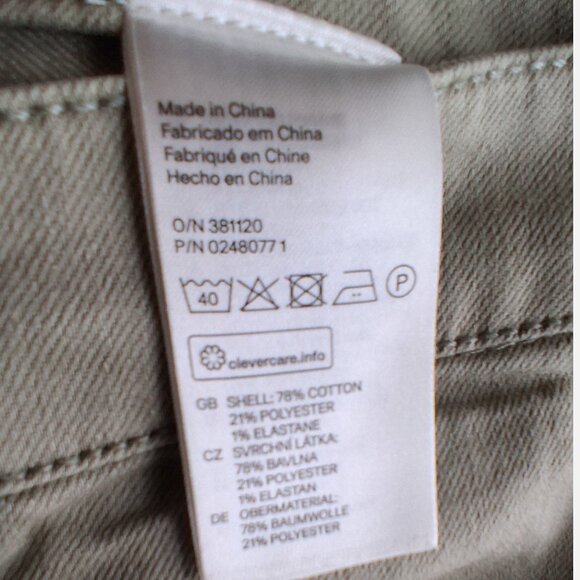 Made in China
Fabricado em China
Fabriqué en Chine
Hecho en China
O/N 381120
P/N 0248077 1
40 P
clevercare.info
GB SHELL: 78% COTTON
21% POLYESTER
1% ELASTANE
CZ SVRCHNÍ LÁTKA:
78% BAVLNA
21% POLYESTER
1% ELASTAN
DE OBERMATERIAL:
78% BAUMWOLLE
21% POLYESTER